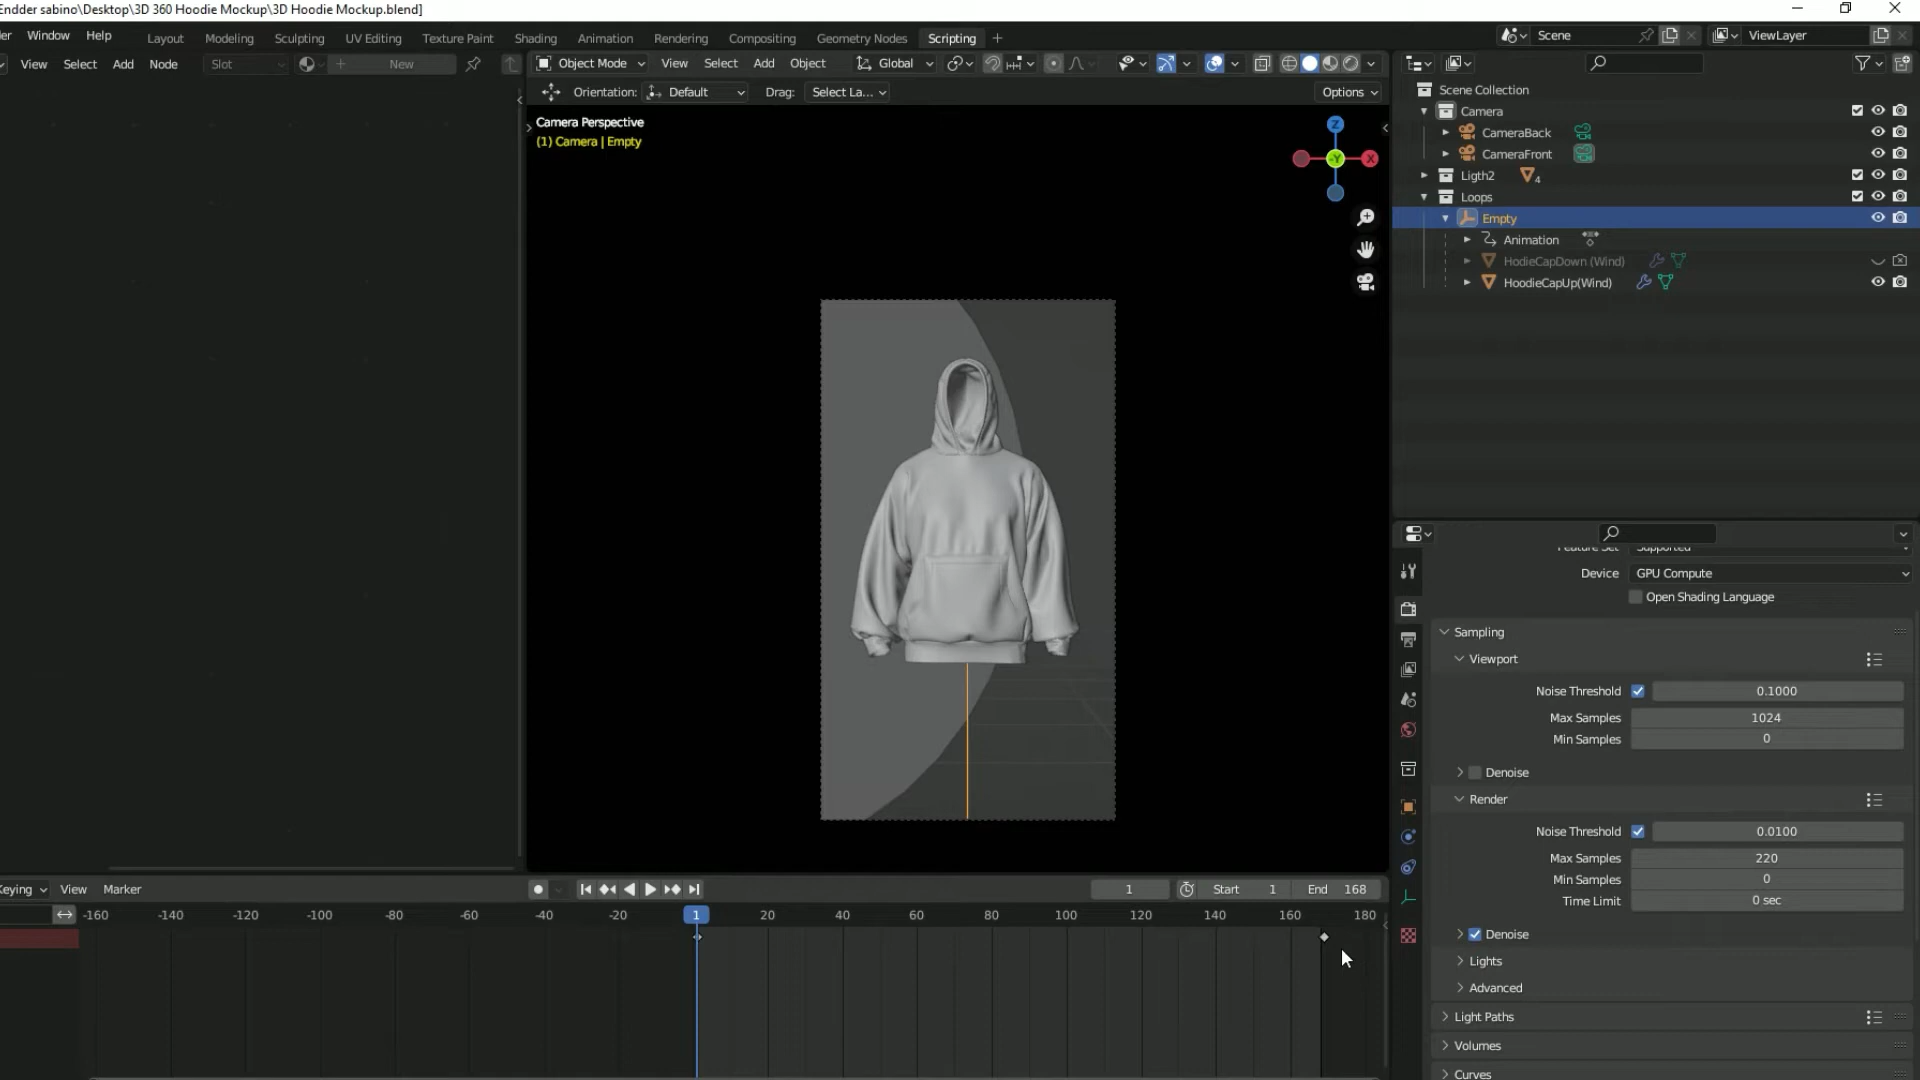 Endder sabino\Desktop\3D 360 Hoodie Mockup\3D Hoodie Mockup.blend]
der Window Help Layout Modeling Sculpting UV Editing Texture Paint Shading Animation Rendering Compositing Geometry Nodes Scripting + Scene ViewLayer
View Select Add Node Slot + New Object Mode View Select Add Object Global
Orientation: Default Drag: Select La... Options
Camera Perspective
(1) Camera | Empty
Z
-Y
X
Scene Collection
Camera
CameraBack
CameraFront
Ligth2 4
Loops
Empty
Animation
HodieCapDown (Wind)
HoodieCapUp(Wind)
Feature Set Supported
Device GPU Compute
Open Shading Language
Sampling
Viewport
Noise Threshold 0.1000
Max Samples 1024
Min Samples 0
Denoise
Render
Noise Threshold 0.0100
Max Samples 220
Min Samples 0
Time Limit 0 sec
Denoise
Lights
Advanced
Light Paths
Volumes
Curves
Keying View Marker 1 Start 1 End 168
-160 -140 -120 -100 -80 -60 -40 -20 1 20 40 60 80 100 120 140 160 180